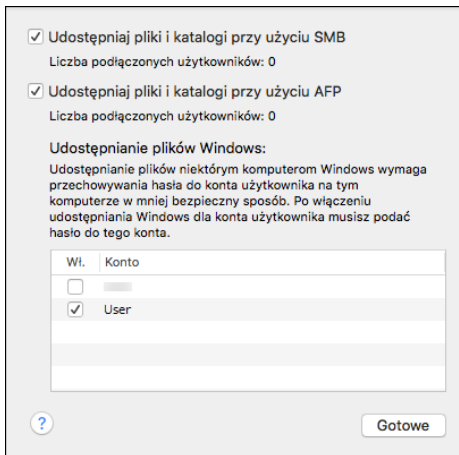 Udostępniaj pliki i katalogi przy użyciu SMB
Liczba podłączonych użytkowników: 0
Udostępniaj pliki i katalogi przy użyciu AFP
Liczba podłączonych użytkowników: 0
Udostępnianie plików Windows:
Udostępnianie plików niektórym komputerom Windows wymaga
przechowywania hasła do konta użytkownika na tym
komputerze w mniej bezpieczny sposób. Po włączeniu
udostępniania Windows dla konta użytkownika musisz podać
hasło do tego konta.
Wł. Konto
User
? Gotowe